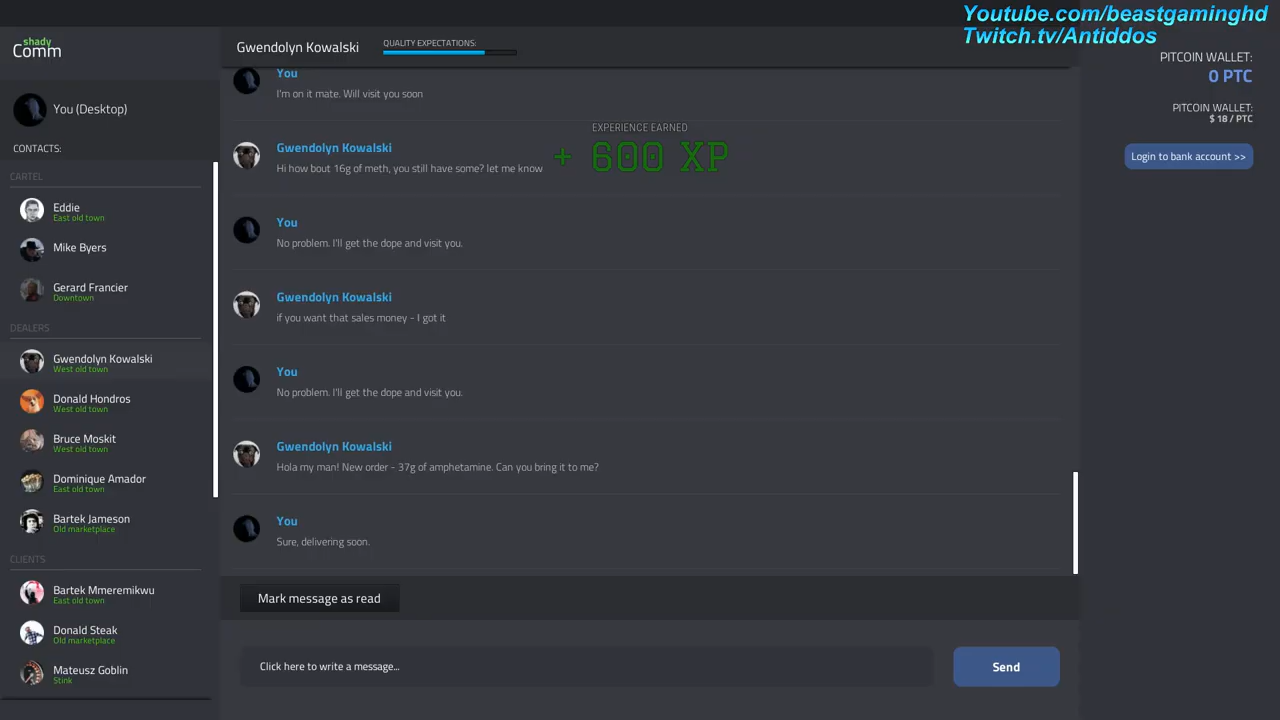 Youtube.com/beastgaminghd
Twitch.tv/Antiddos
shady
Comm
You (Desktop)
CONTACTS:
CARTEL
Eddie
East old town
Mike Byers
Gerard Francier
Downtown
DEALERS
Gwendolyn Kowalski
West old town
Donald Hondros
West old town
Bruce Moskit
West old town
Dominique Amador
East old town
Bartek Jameson
Old marketplace
CLIENTS
Bartek Mmeremikwu
East old town
Donald Steak
Old marketplace
Mateusz Goblin
Stink
Gwendolyn Kowalski
QUALITY EXPECTATIONS:
You
I'm on it mate. Will visit you soon
EXPERIENCE EARNED
+ 600 XP
Gwendolyn Kowalski
Hi how bout 16g of meth, you still have some? let me know
You
No problem. I'll get the dope and visit you.
Gwendolyn Kowalski
if you want that sales money - I got it
You
No problem. I'll get the dope and visit you.
Gwendolyn Kowalski
Hola my man! New order - 37g of amphetamine. Can you bring it to me?
You
Sure, delivering soon.
Mark message as read
Click here to write a message...
Send
PITCOIN WALLET:
0 PTC
PITCOIN WALLET:
$ 18 / PTC
Login to bank account >>